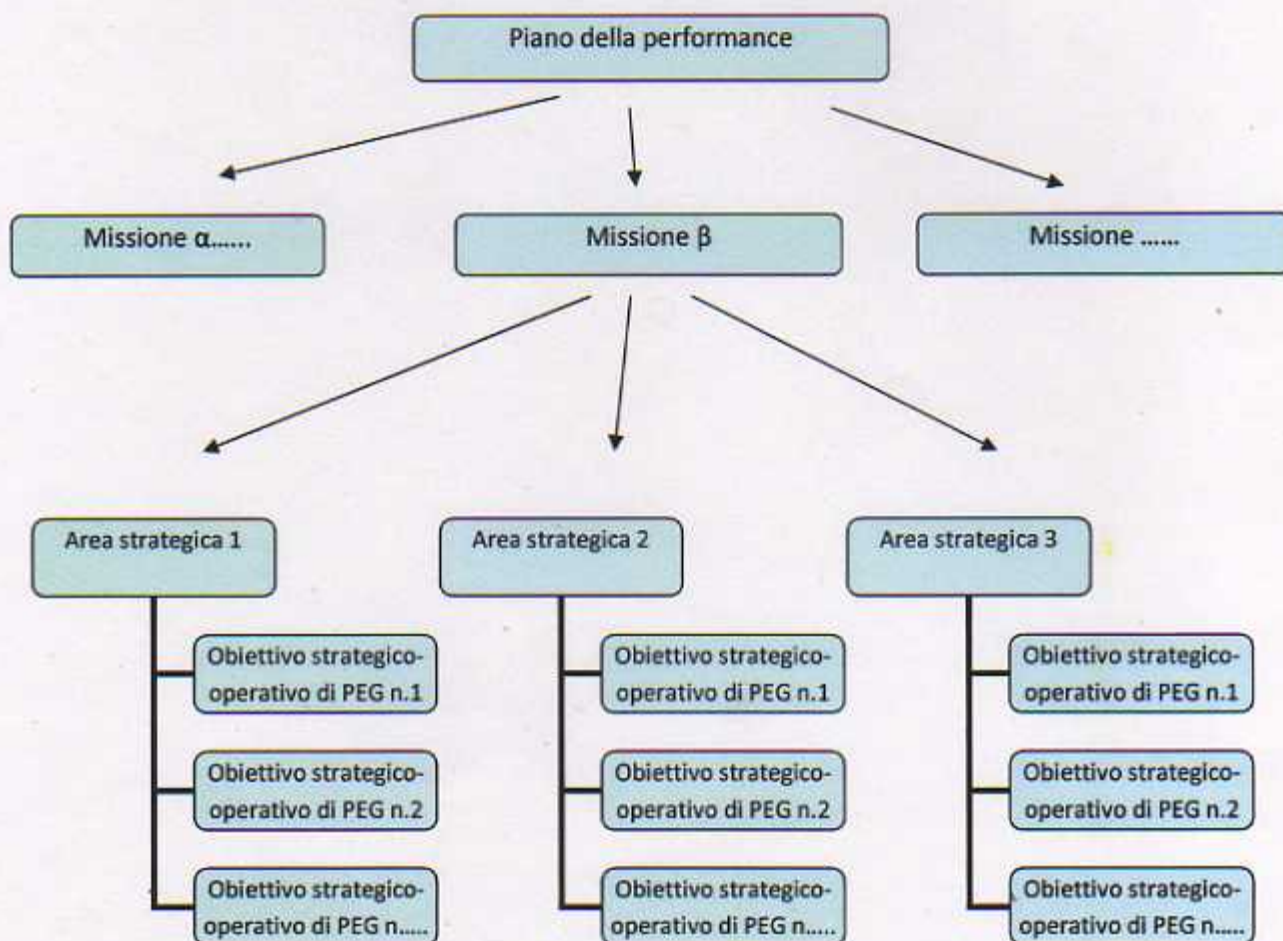 Piano della performance
Missione α......
Missione β
Missione ......
Area strategica 1
Area strategica 2
Area strategica 3
Obiettivo strategico-
operativo di PEG n.1
Obiettivo strategico-
operativo di PEG n.2
Obiettivo strategico-
operativo di PEG n.....
Obiettivo strategico-
operativo di PEG n.1
Obiettivo strategico-
operativo di PEG n.2
Obiettivo strategico-
operativo di PEG n.....
Obiettivo strategico-
operativo di PEG n.1
Obiettivo strategico-
operativo di PEG n.2
Obiettivo strategico-
operativo di PEG n.....